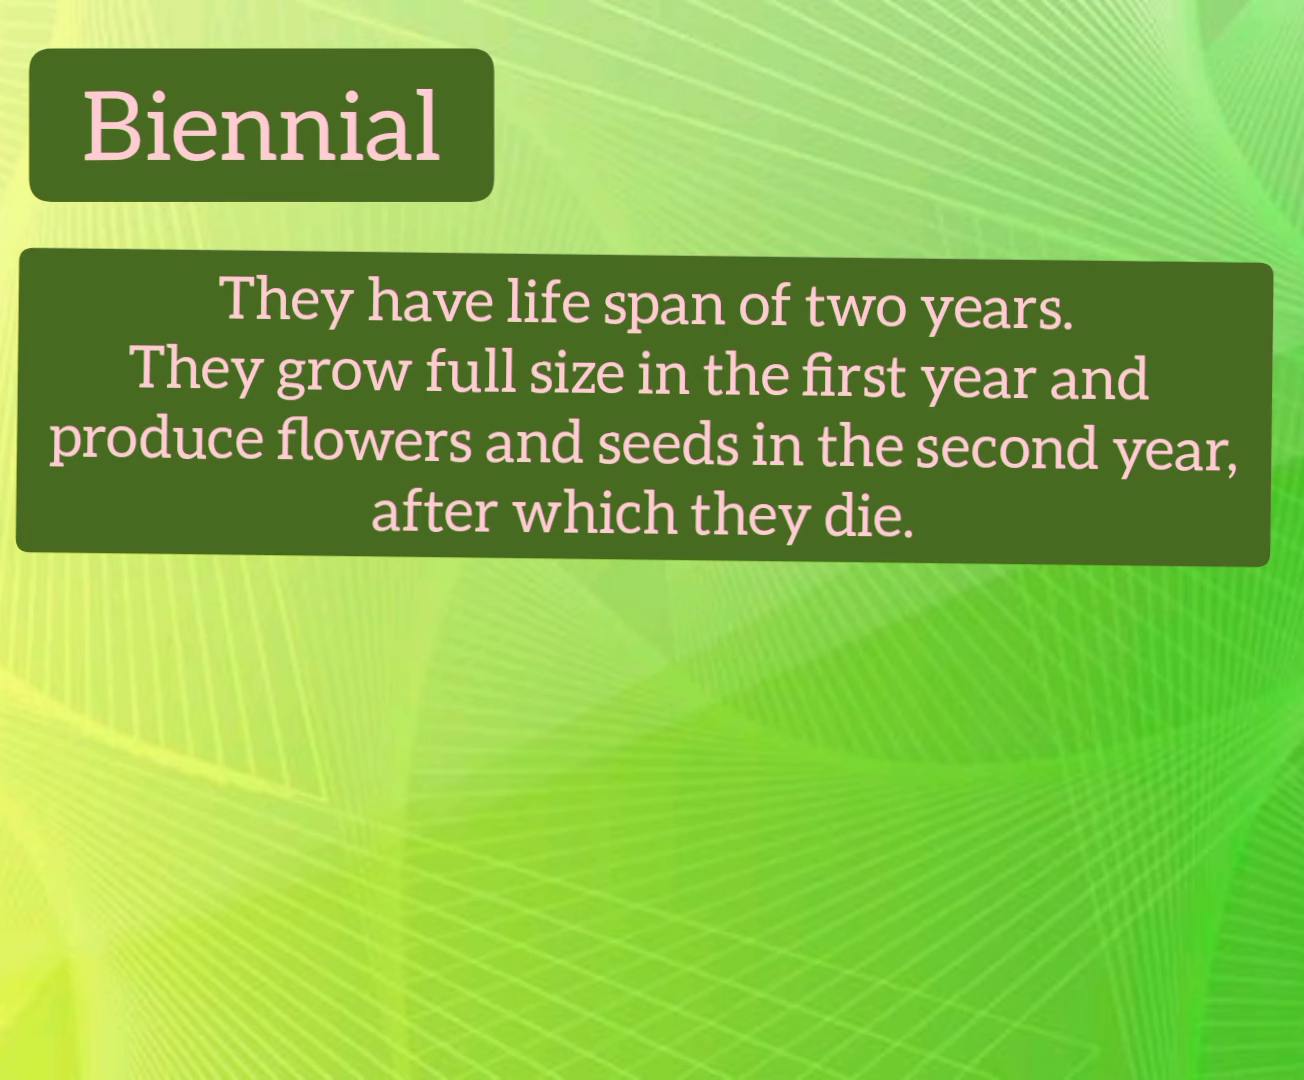 Biennial
They have life span of two years.
They grow full size in the first year and
produce flowers and seeds in the second year,
after which they die.